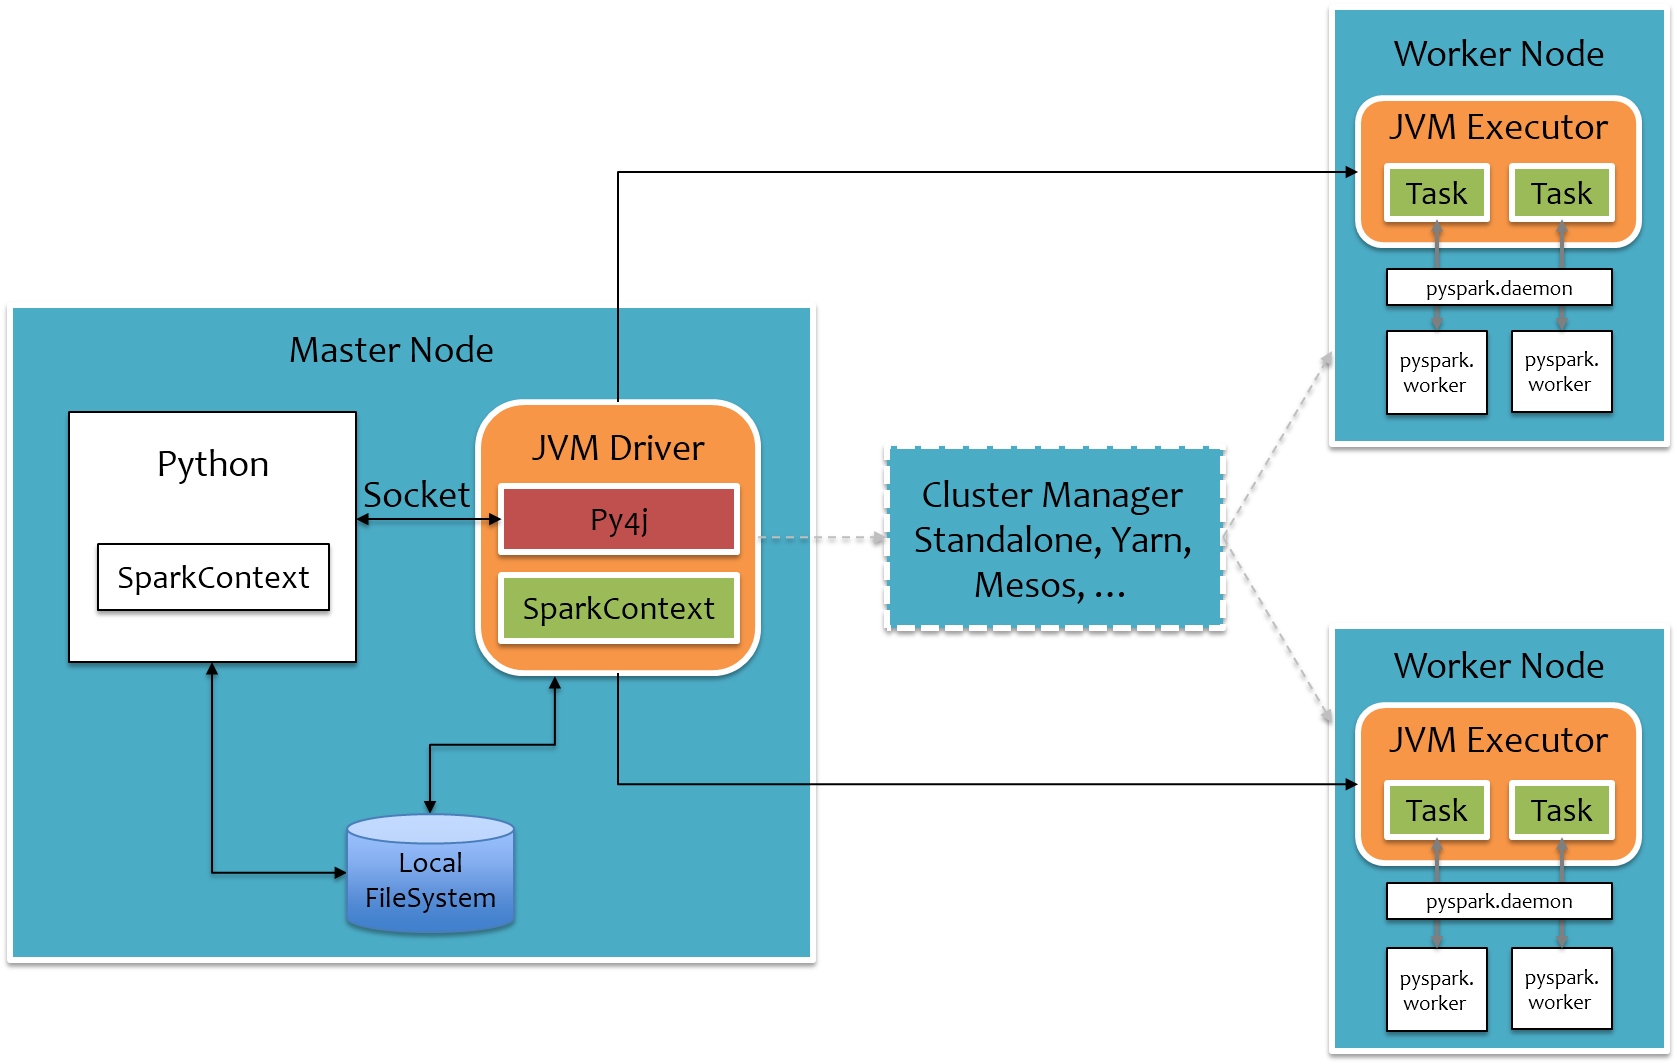 Master Node
Python
SparkContext
Socket
JVM Driver
Py4j
SparkContext
Local
FileSystem
Cluster Manager
Standalone, Yarn,
Mesos, ...
Worker Node
JVM Executor
Task
Task
pyspark.daemon
pyspark.
worker
pyspark.
worker
Worker Node
JVM Executor
Task
Task
pyspark.daemon
pyspark.
worker
pyspark.
worker